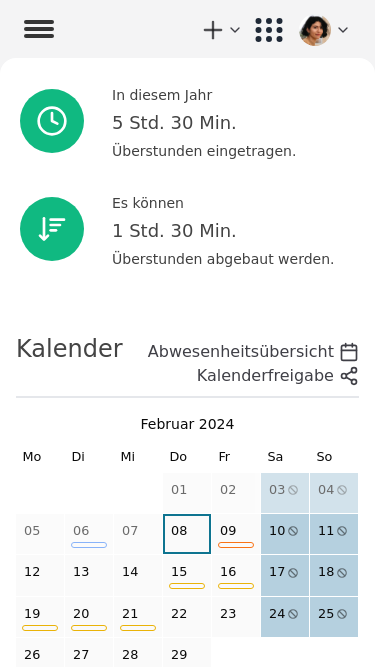 In diesem Jahr
5 Std. 30 Min.
Überstunden eingetragen.
Es können
1 Std. 30 Min.
Überstunden abgebaut werden.
Kalender
Abwesenheitsübersicht
Kalenderfreigabe
Februar 2024
Mo Di Mi Do Fr Sa So
01 02 03 04
05 06 07 08 09 10 11
12 13 14 15 16 17 18
19 20 21 22 23 24 25
26 27 28 29